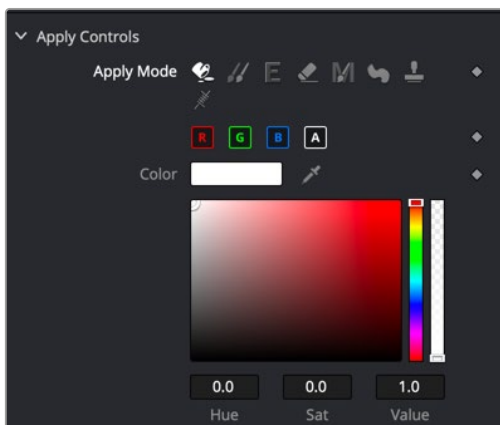 Apply Controls
Apply Mode
R G B A
Color
0.0 0.0 1.0
Hue Sat Value